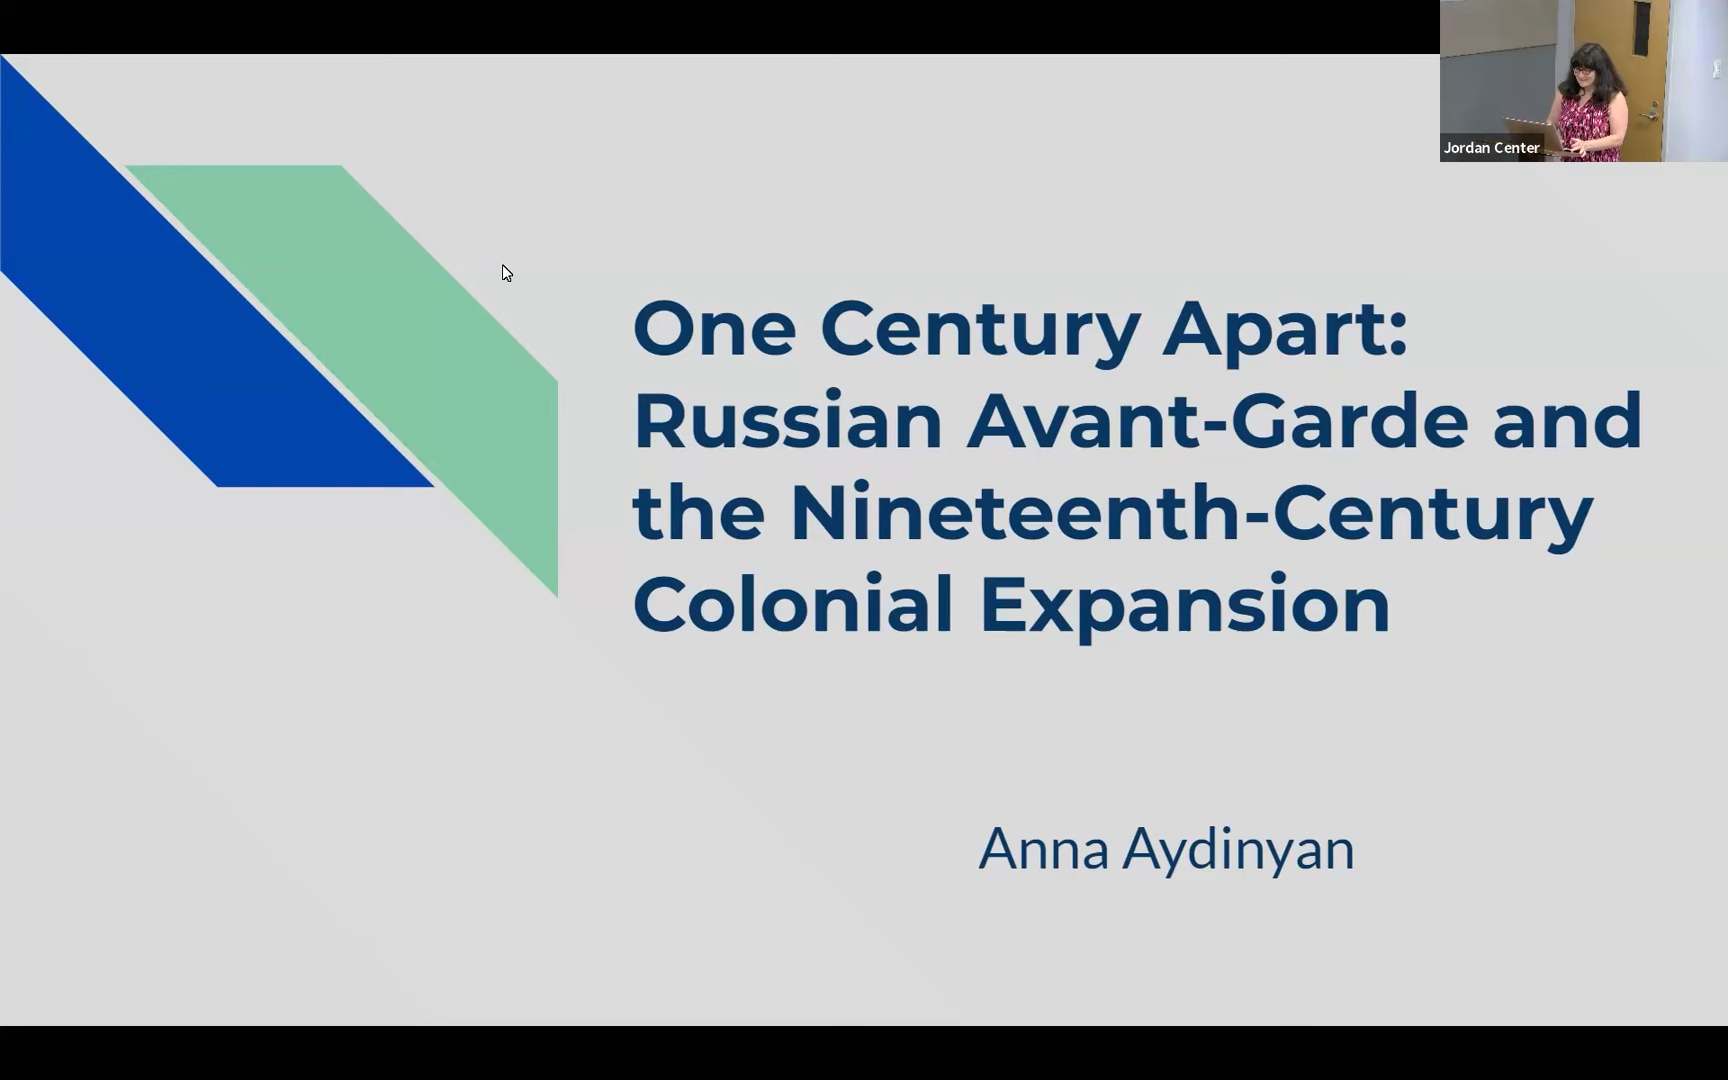 Jordan Center
One Century Apart:
Russian Avant-Garde and
the Nineteenth-Century
Colonial Expansion
Anna Aydinyan